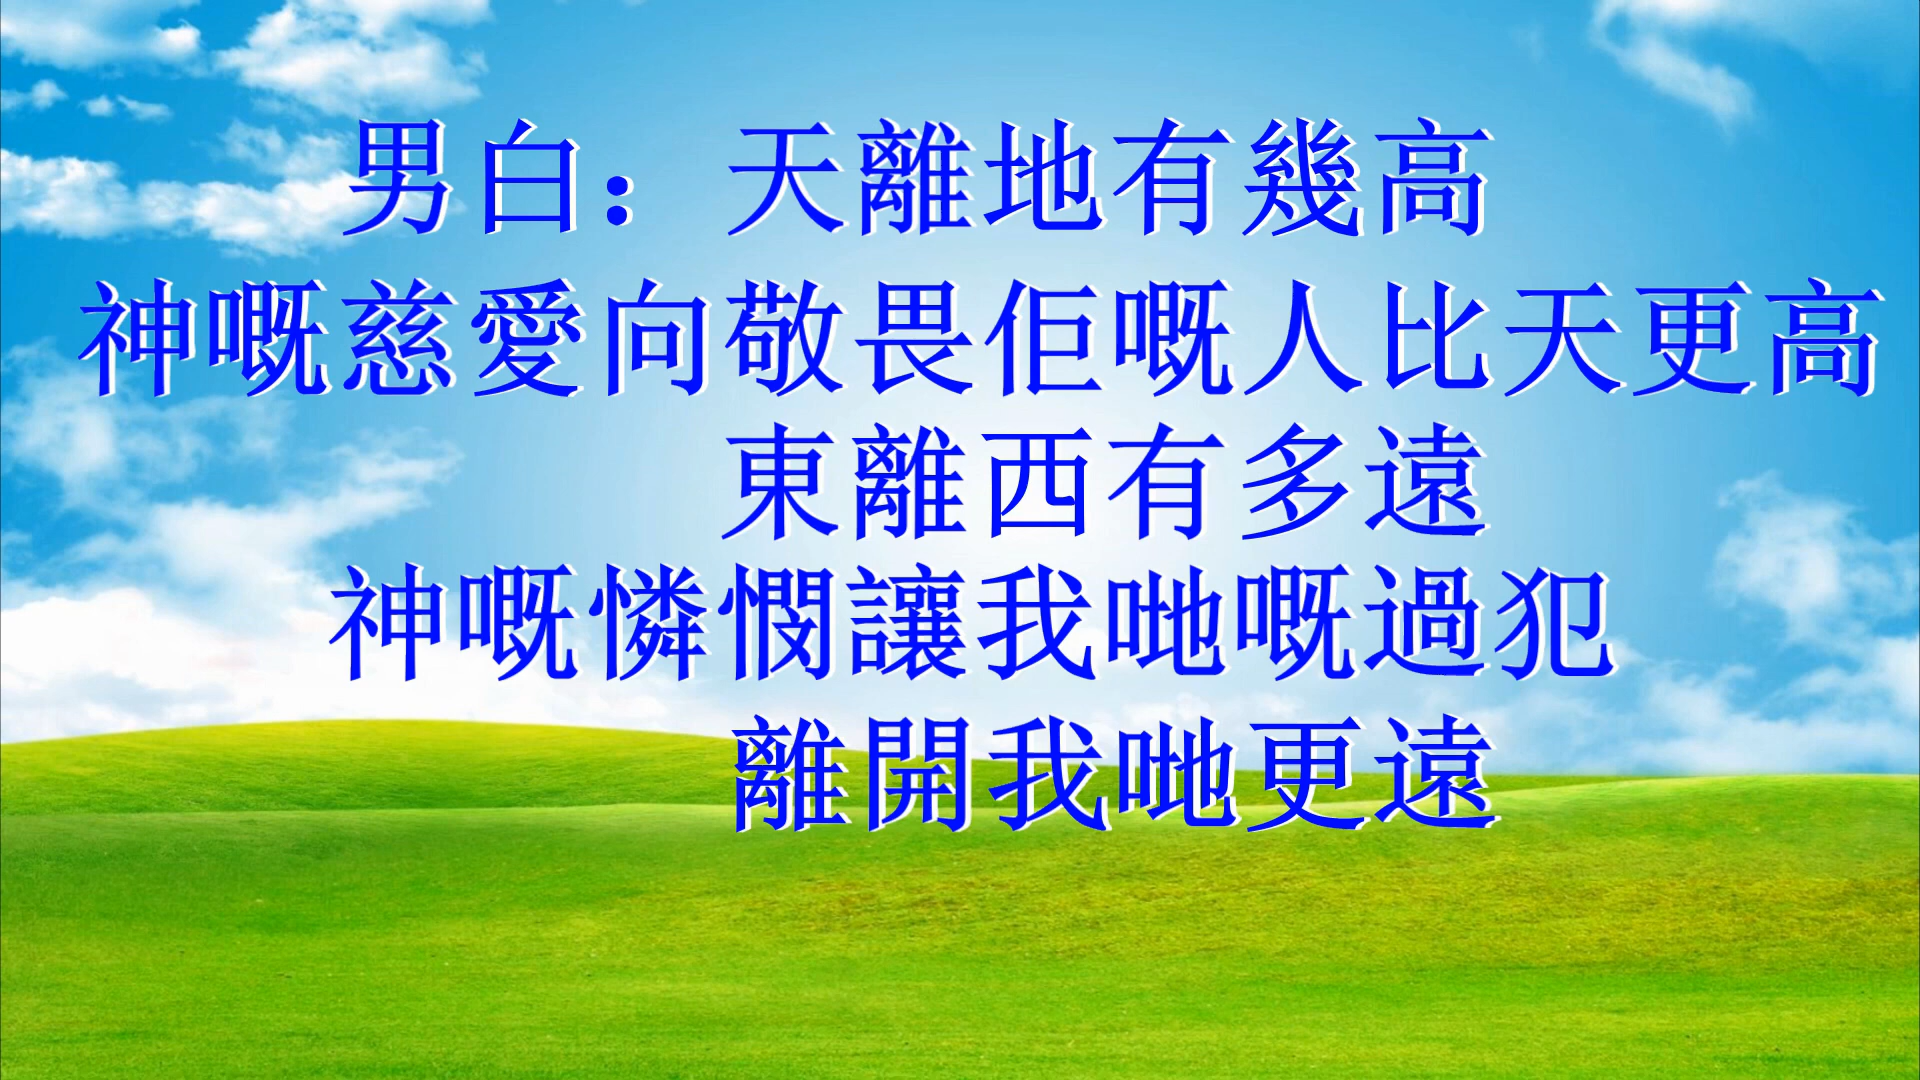 男白：天離地有幾高
神嘅慈愛向敬畏佢嘅人比天更高
東離西有多遠
神嘅憐憫讓我哋嘅過犯
離開我哋更遠